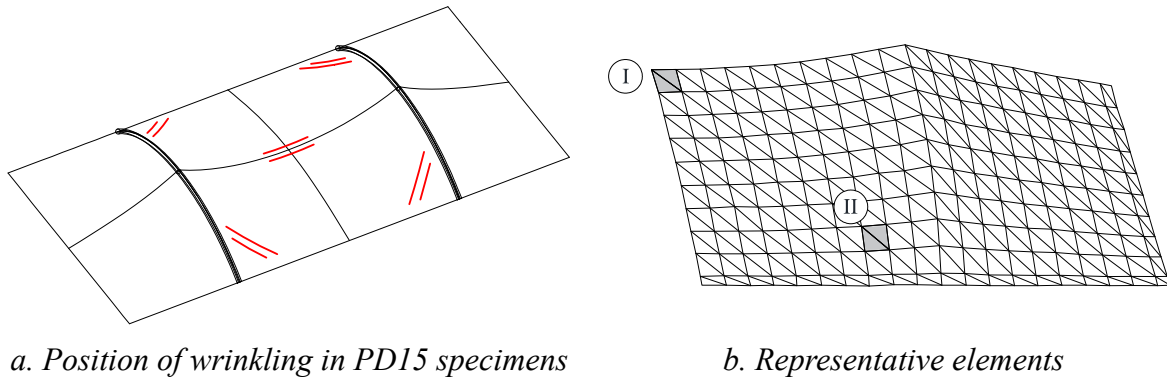 I
II
a. Position of wrinkling in PD15 specimens
b. Representative elements